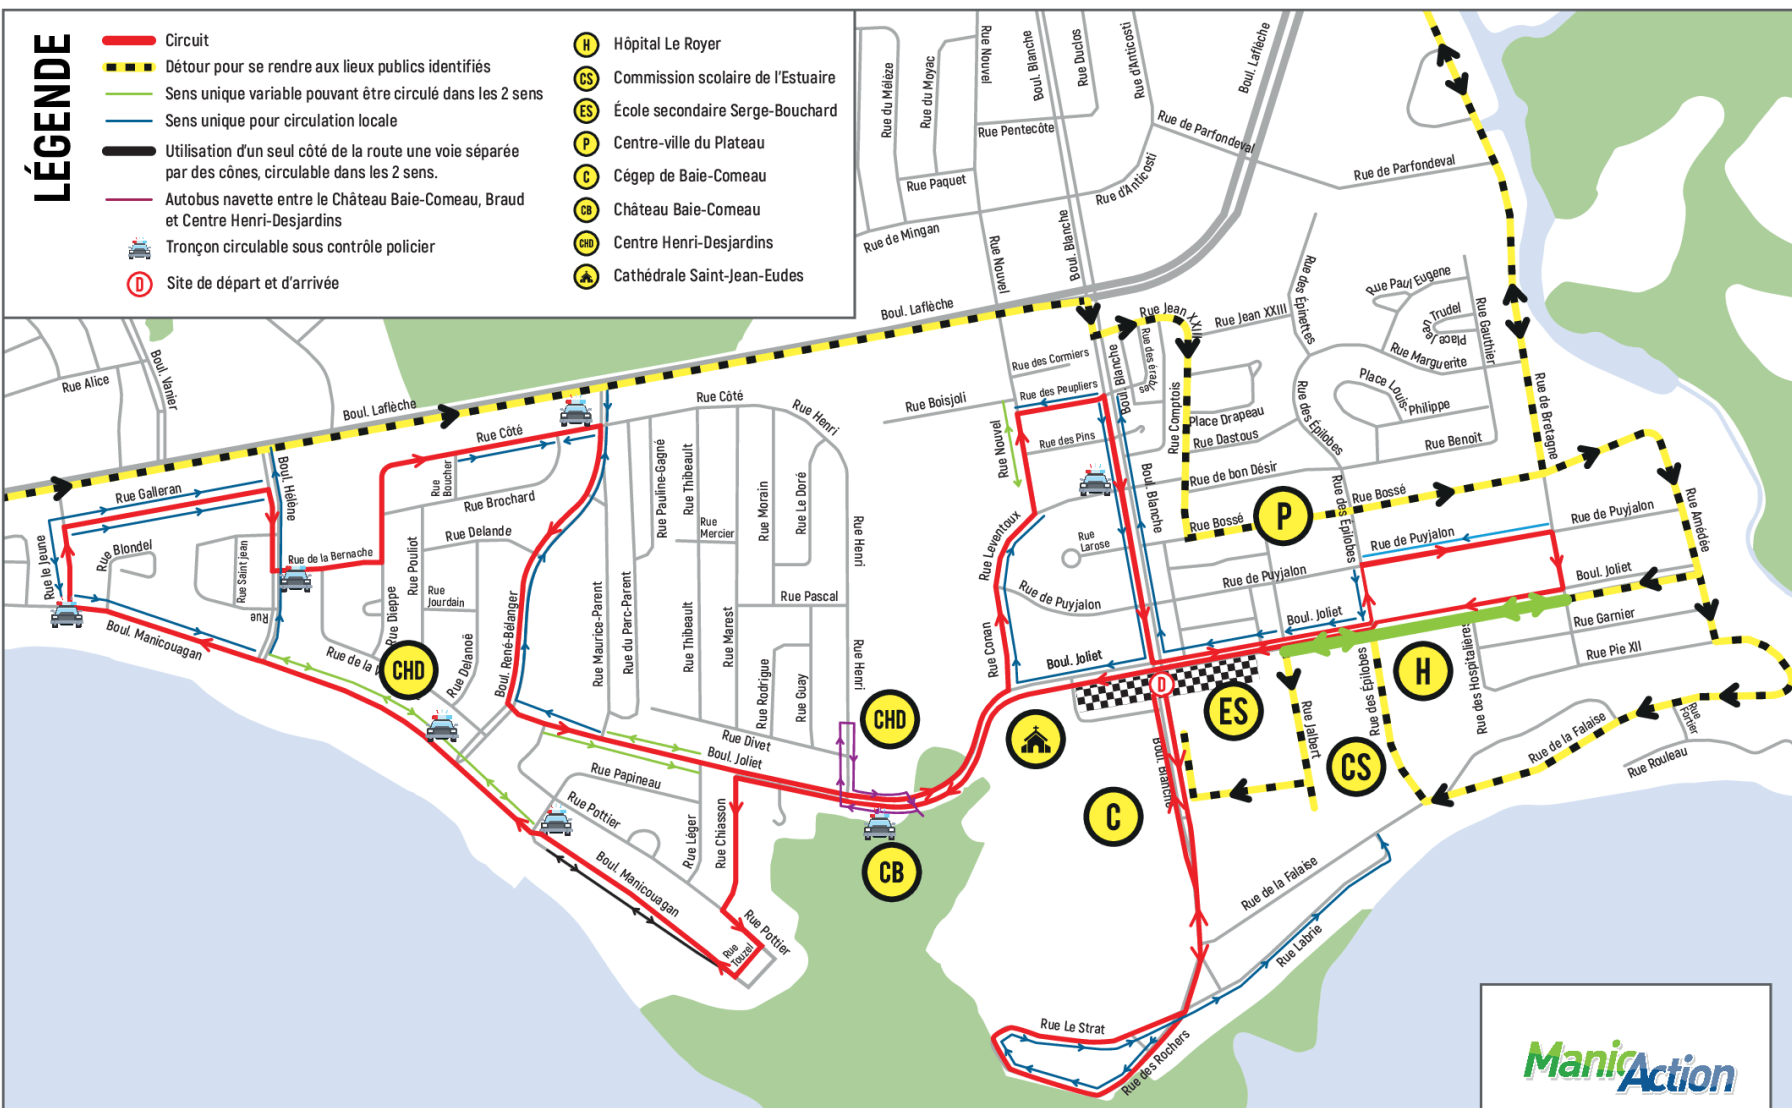 LÉGENDE
Circuit
Détour pour se rendre aux lieux publics identifiés
Sens unique variable pouvant être circulé dans les 2 sens
Sens unique pour circulation locale
Utilisation d'un seul côté de la route une voie séparée
par des cônes, circulable dans les 2 sens.
Autobus navette entre le Château Baie-Comeau, Braud
et Centre Henri-Desjardins
Tronçon circulable sous contrôle policier
D Site de départ et d'arrivée
H Hôpital Le Royer
CS Commission scolaire de l'Estuaire
ES École secondaire Serge-Bouchard
P Centre-ville du Plateau
C Cégep de Baie-Comeau
CB Château Baie-Comeau
CHD Centre Henri-Desjardins
Cathédrale Saint-Jean-Eudes
Rue du Mélèze
Rue du Moyac
Rue Nouvel
Boul. Blanche
Rue Duclos
Rue d'Anticosti
Boul. Laflèche
Rue Pentecôte
Rue de Parfondeval
Rue de Parfondeval
Rue Paquet
Rue d'Anticosti
Rue de Mingan
Rue Nouvel
Boul. Blanche
Boul. Laflèche
Rue Jean XXIII
Rue Jean XXIII
Rue des Épinettes
Rue Paul Eugene
Place Jean Trudel
Rue Gauthier
Rue Marguerite
Rue des Cormiers
Rue des Peupliers
Boul. Blanche
Rue des érables
Rue Comptois
Place Drapeau
Rue Dastous
Rue des Épilobes
Place Louis-
Philippe
Rue Benoît
Rue de Bretagne
Rue Alice
Boul. Vanier
Boul. Laflèche
Rue Boisjoli
Rue Nouvel
Rue des Pins
Rue Côté
Rue Côté
Rue Henri
Rue Galleran
Boul. Hélène
Rue Boucher
Rue Brochard
Rue Delande
Rue Pauline-Gagné
Rue Thibeault
Rue Mercier
Rue Morain
Rue Le Doré
Rue Henri
Boul. Blanche
Rue de bon Désir
Rue Bossé
P
Rue Bossé
Rue des Épilobes
Rue de Puyjalon
Rue de Puyjalon
Rue Amédée
Rue le Jeune
Rue Blondel
Rue Saint jean
Rue de la Bernache
Rue
Rue Dieppe
Rue Pouliot
Rue Jourdain
Rue Delanoë
Boul. René-Bélanger
Rue Maurice-Parent
Rue du Parc-Parent
Rue Thibeault
Rue Marest
Rue Pascal
Rue Henri
Rue Leventoux
Rue Larose
Rue de Puyjalon
Rue de Puyjalon
Boul. Joliet
Boul. Joliet
Rue Garnier
Rue Pie XII
Boul. Manicouagan
Rue de la
CHD
Rue Conan
Boul. Joliet
D
ES
H
Rue des Hospitalières
Rue des Épilobes
Rue Jalbert
CS
Rue Fortier
Rue de la Falaise
Rue Rouleau
Rue Rodrigue
Rue Guay
CHD
Rue Divet
Boul. Joliet
Rue Papineau
Rue Pottier
Rue Léger
Rue Chiasson
CB
C
Boul. Blanche
Boul. Manicouagan
Rue Pottier
Rue Touzel
Rue de la Falaise
Rue Labrie
Rue Le Strat
Rue des Rochers
ManicAction